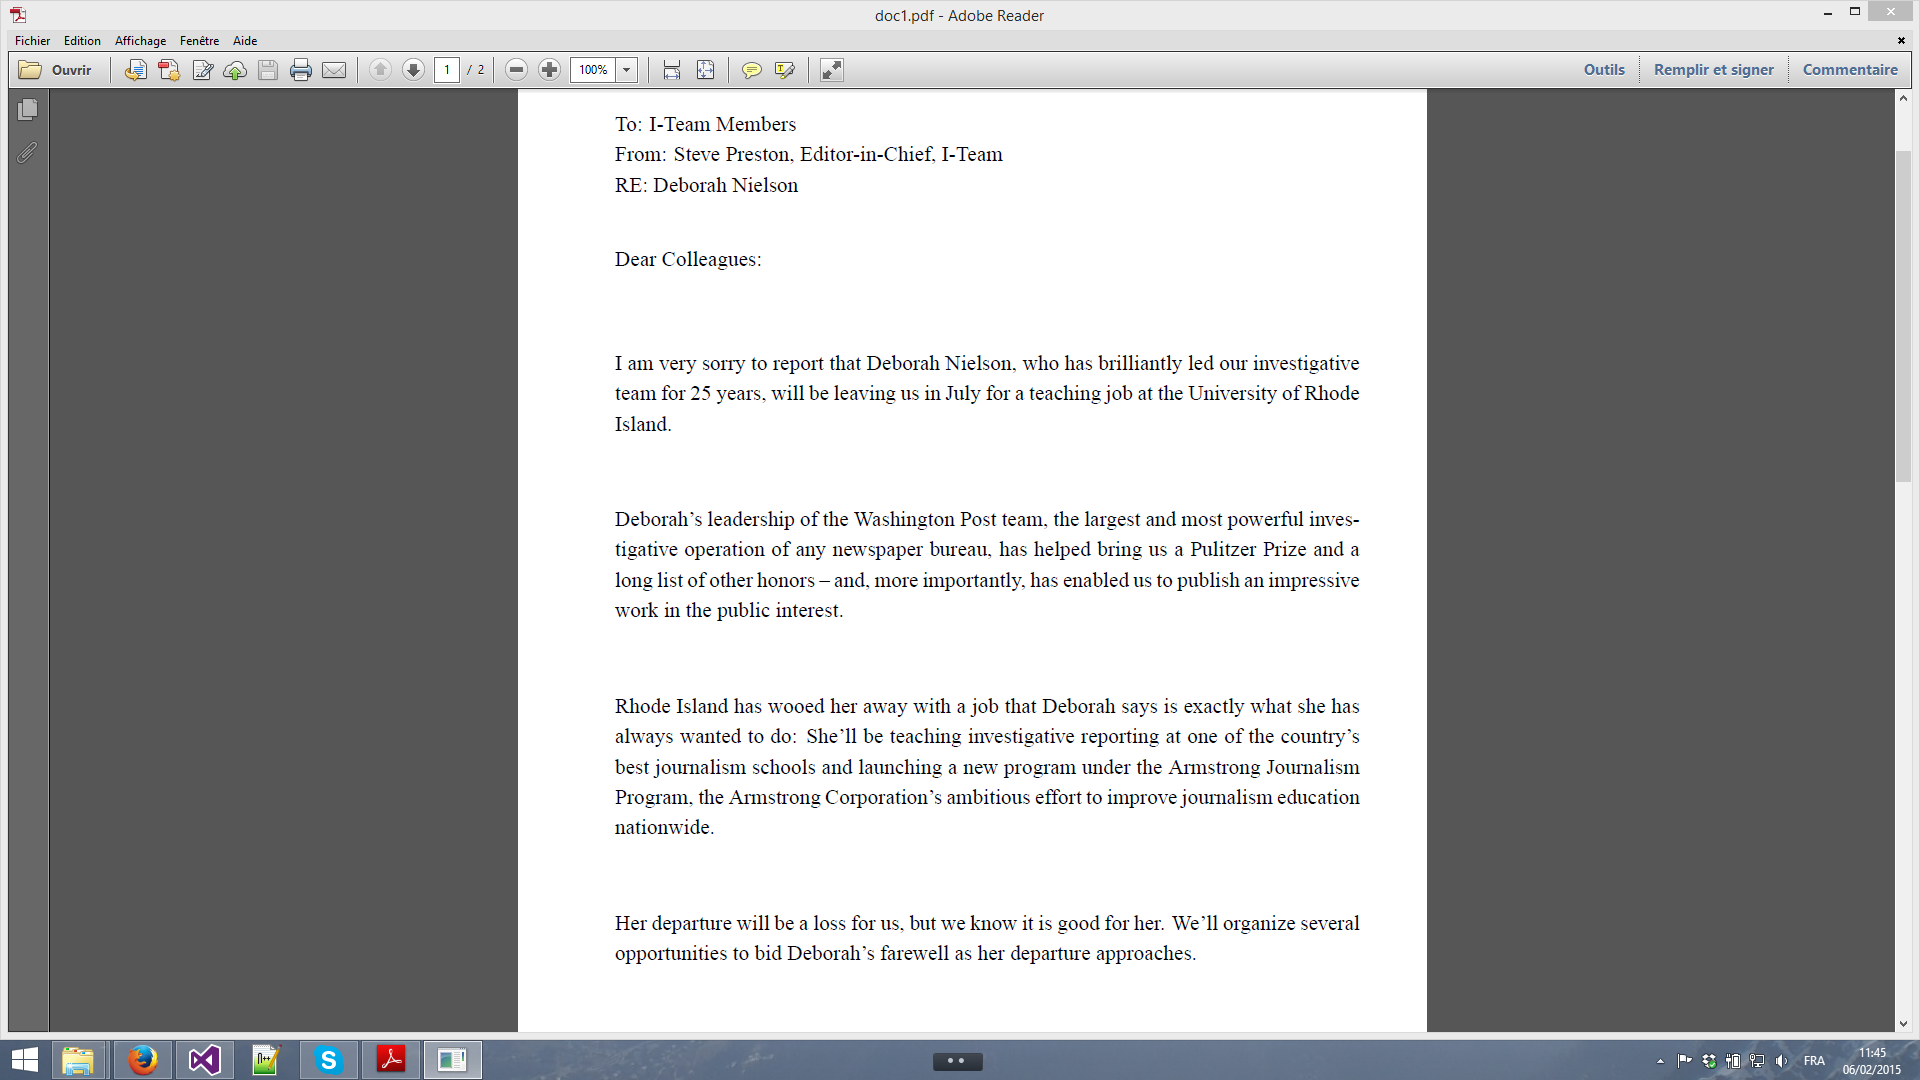 doc1.pdf - Adobe Reader
Fichier Edition Affichage Fenêtre Aide
Ouvrir 1 / 2 100% Outils Remplir et signer Commentaire
To: I-Team Members
From: Steve Preston, Editor-in-Chief, I-Team
RE: Deborah Nielson
Dear Colleagues:
I am very sorry to report that Deborah Nielson, who has brilliantly led our investigative
team for 25 years, will be leaving us in July for a teaching job at the University of Rhode
Island.
Deborah’s leadership of the Washington Post team, the largest and most powerful inves-
tigative operation of any newspaper bureau, has helped bring us a Pulitzer Prize and a
long list of other honors – and, more importantly, has enabled us to publish an impressive
work in the public interest.
Rhode Island has wooed her away with a job that Deborah says is exactly what she has
always wanted to do: She’ll be teaching investigative reporting at one of the country’s
best journalism schools and launching a new program under the Armstrong Journalism
Program, the Armstrong Corporation’s ambitious effort to improve journalism education
nationwide.
Her departure will be a loss for us, but we know it is good for her. We’ll organize several
opportunities to bid Deborah’s farewell as her departure approaches.
FRA 11:45
06/02/2015